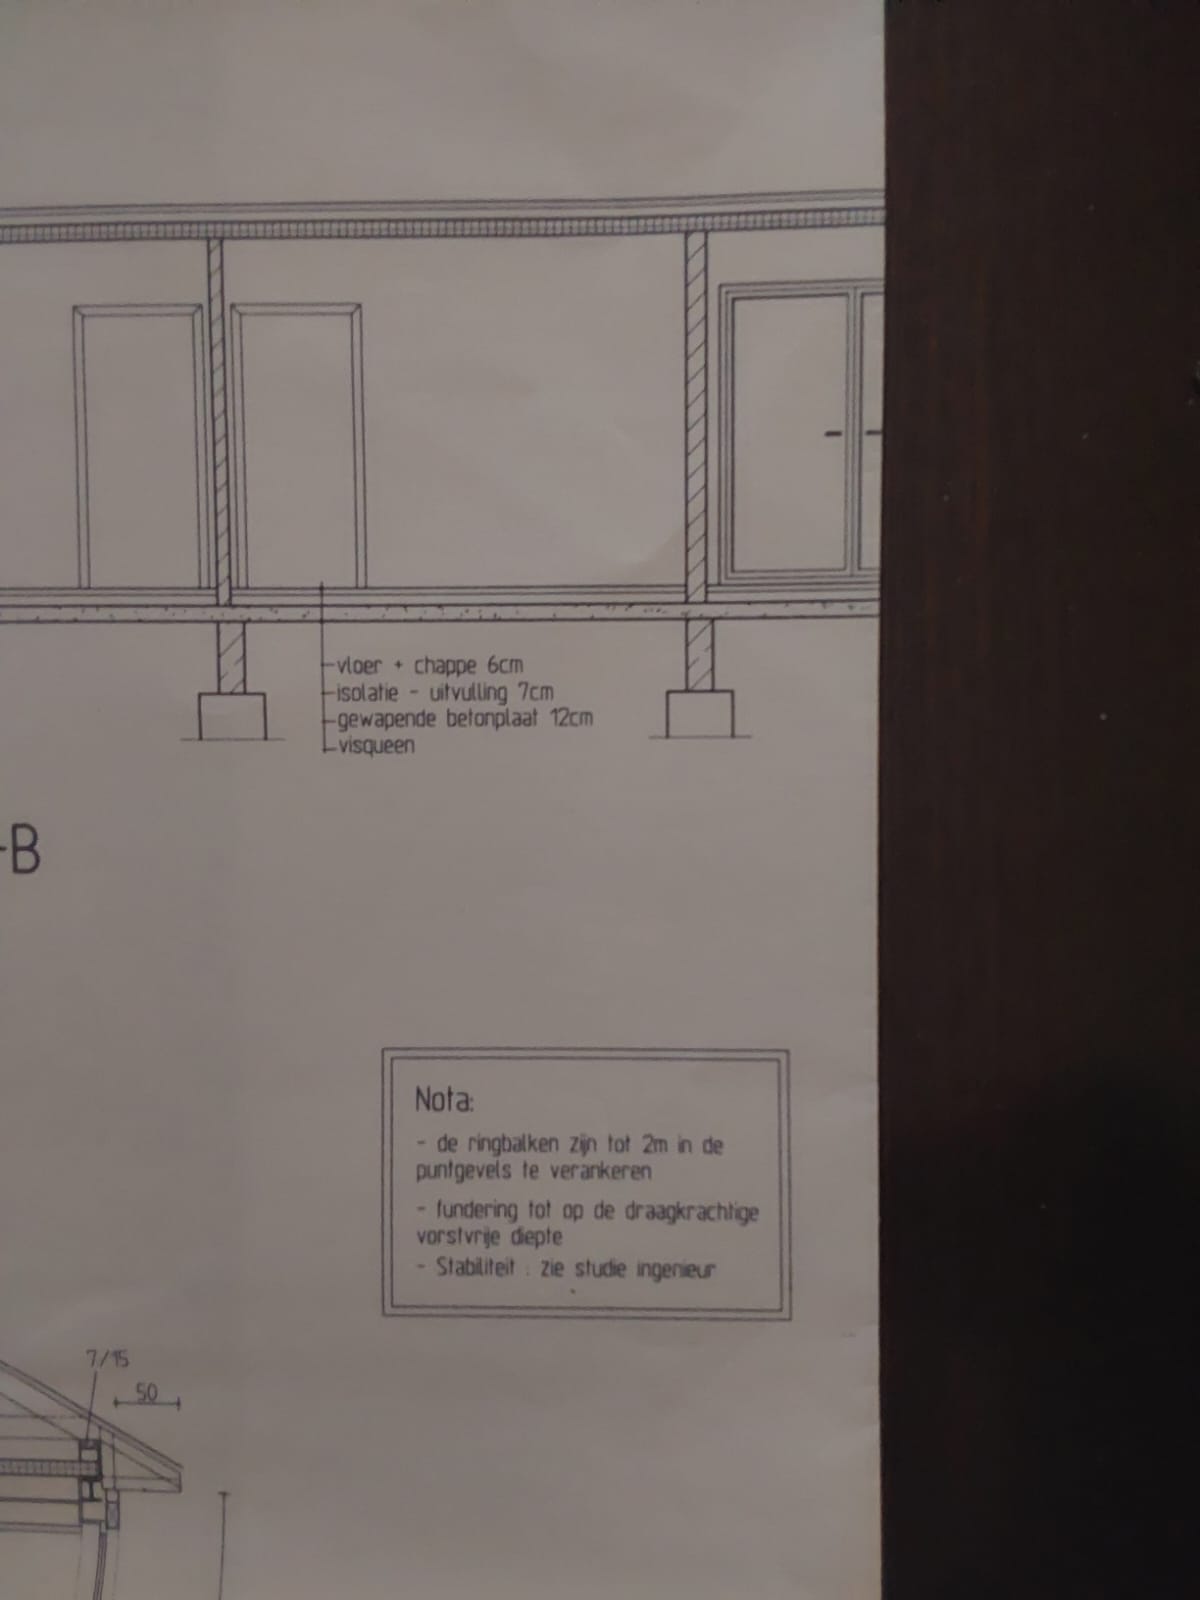 vloer + chappe 6cm
isolatie - uitvulling 7cm
gewapende betonplaat 12cm
visqueen
-B
Nota:
- de ringbalken zijn tot 2m in de
puntgevels te verankeren
- fundering tot op de draagkrachtige
vorstvrije diepte
- Stabiliteit : zie studie ingenieur
7/15
50